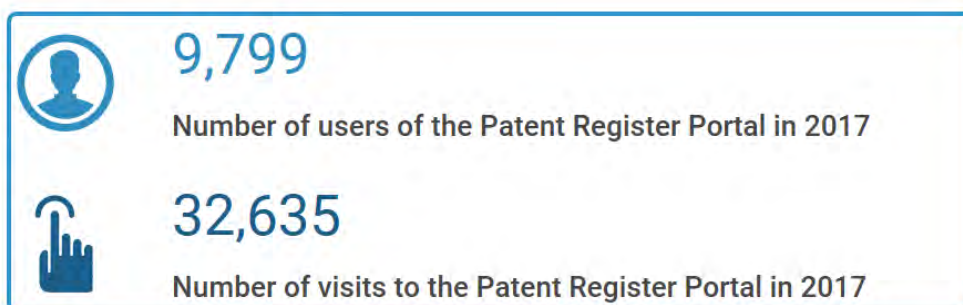 9,799
Number of users of the Patent Register Portal in 2017
32,635
Number of visits to the Patent Register Portal in 2017